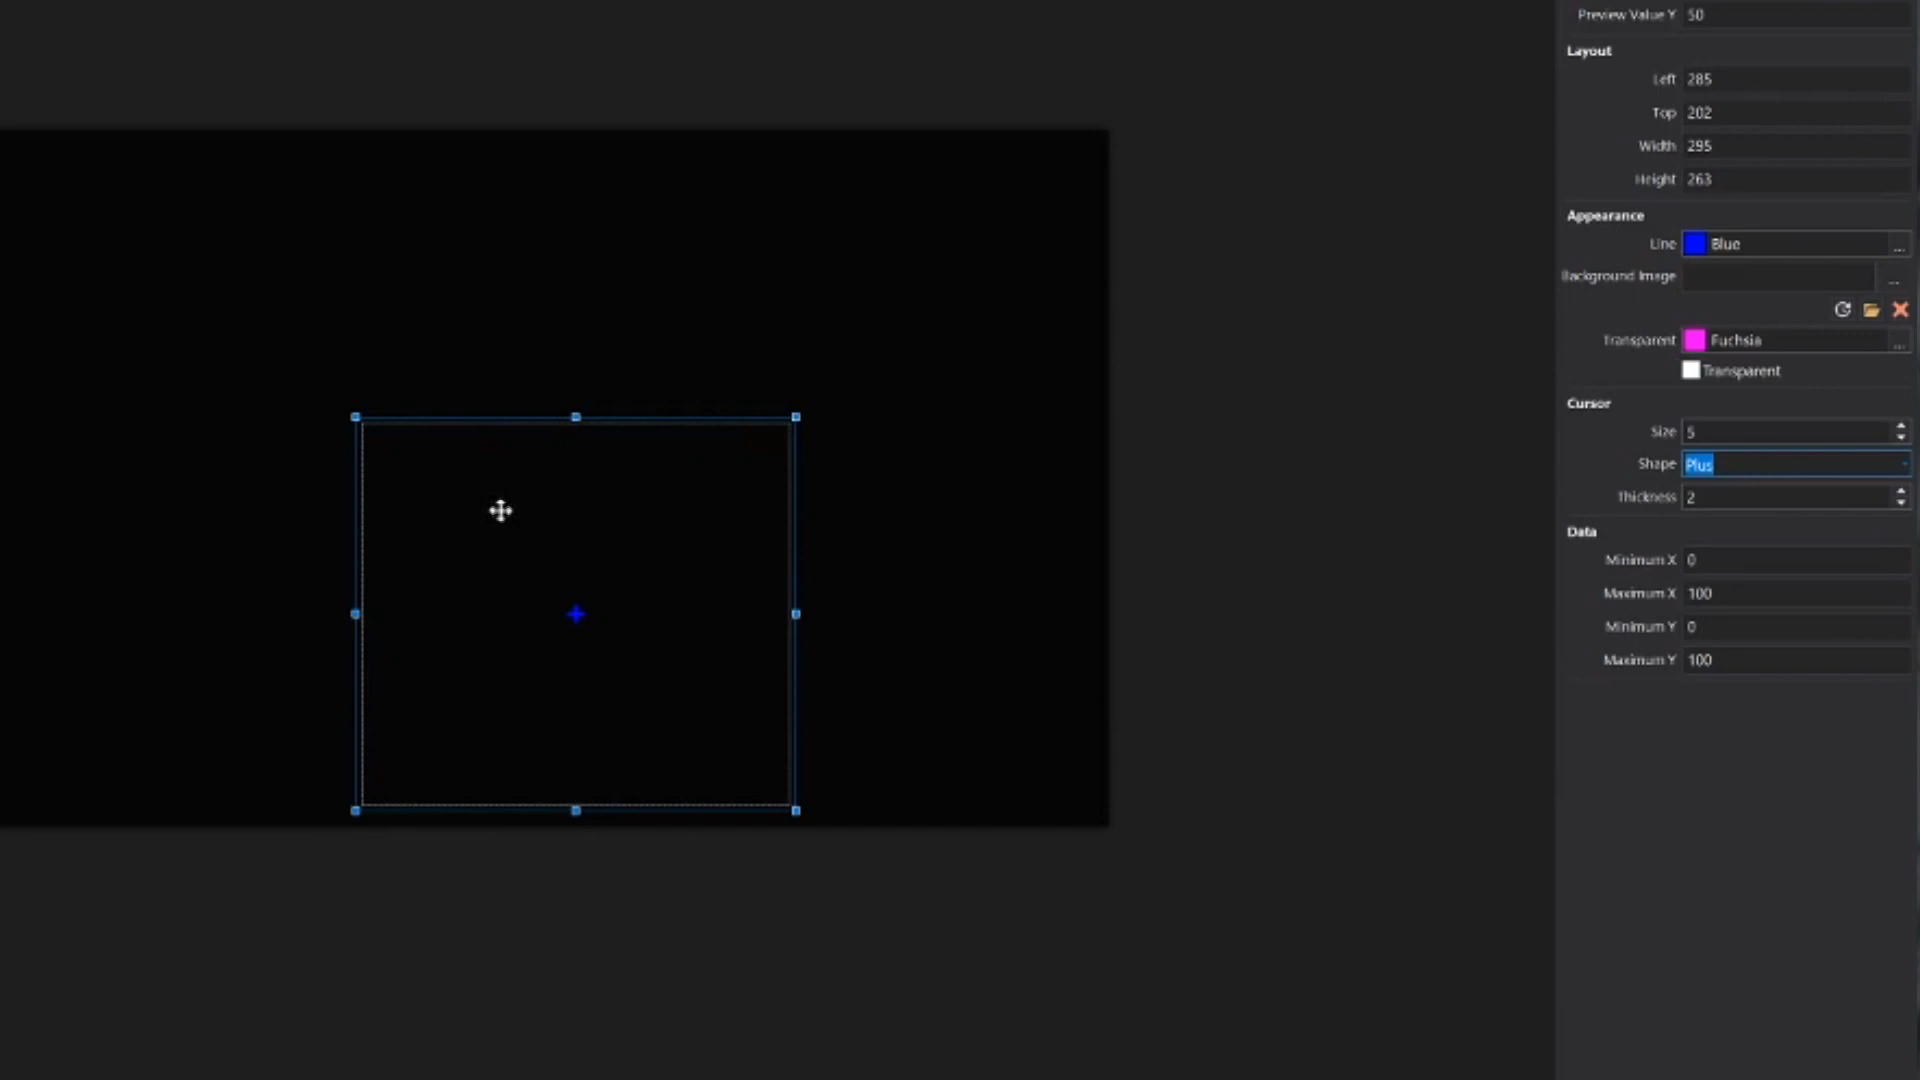 Preview Value Y 50
Layout
Left 285
Top 202
Width 295
Height 263
Appearance
Line Blue ...
Background Image ...
Transparent Fuchsia ...
Transparent
Cursor
Size 5
Shape Plus
Thickness 2
Data
Minimum X 0
Maximum X 100
Minimum Y 0
Maximum Y 100